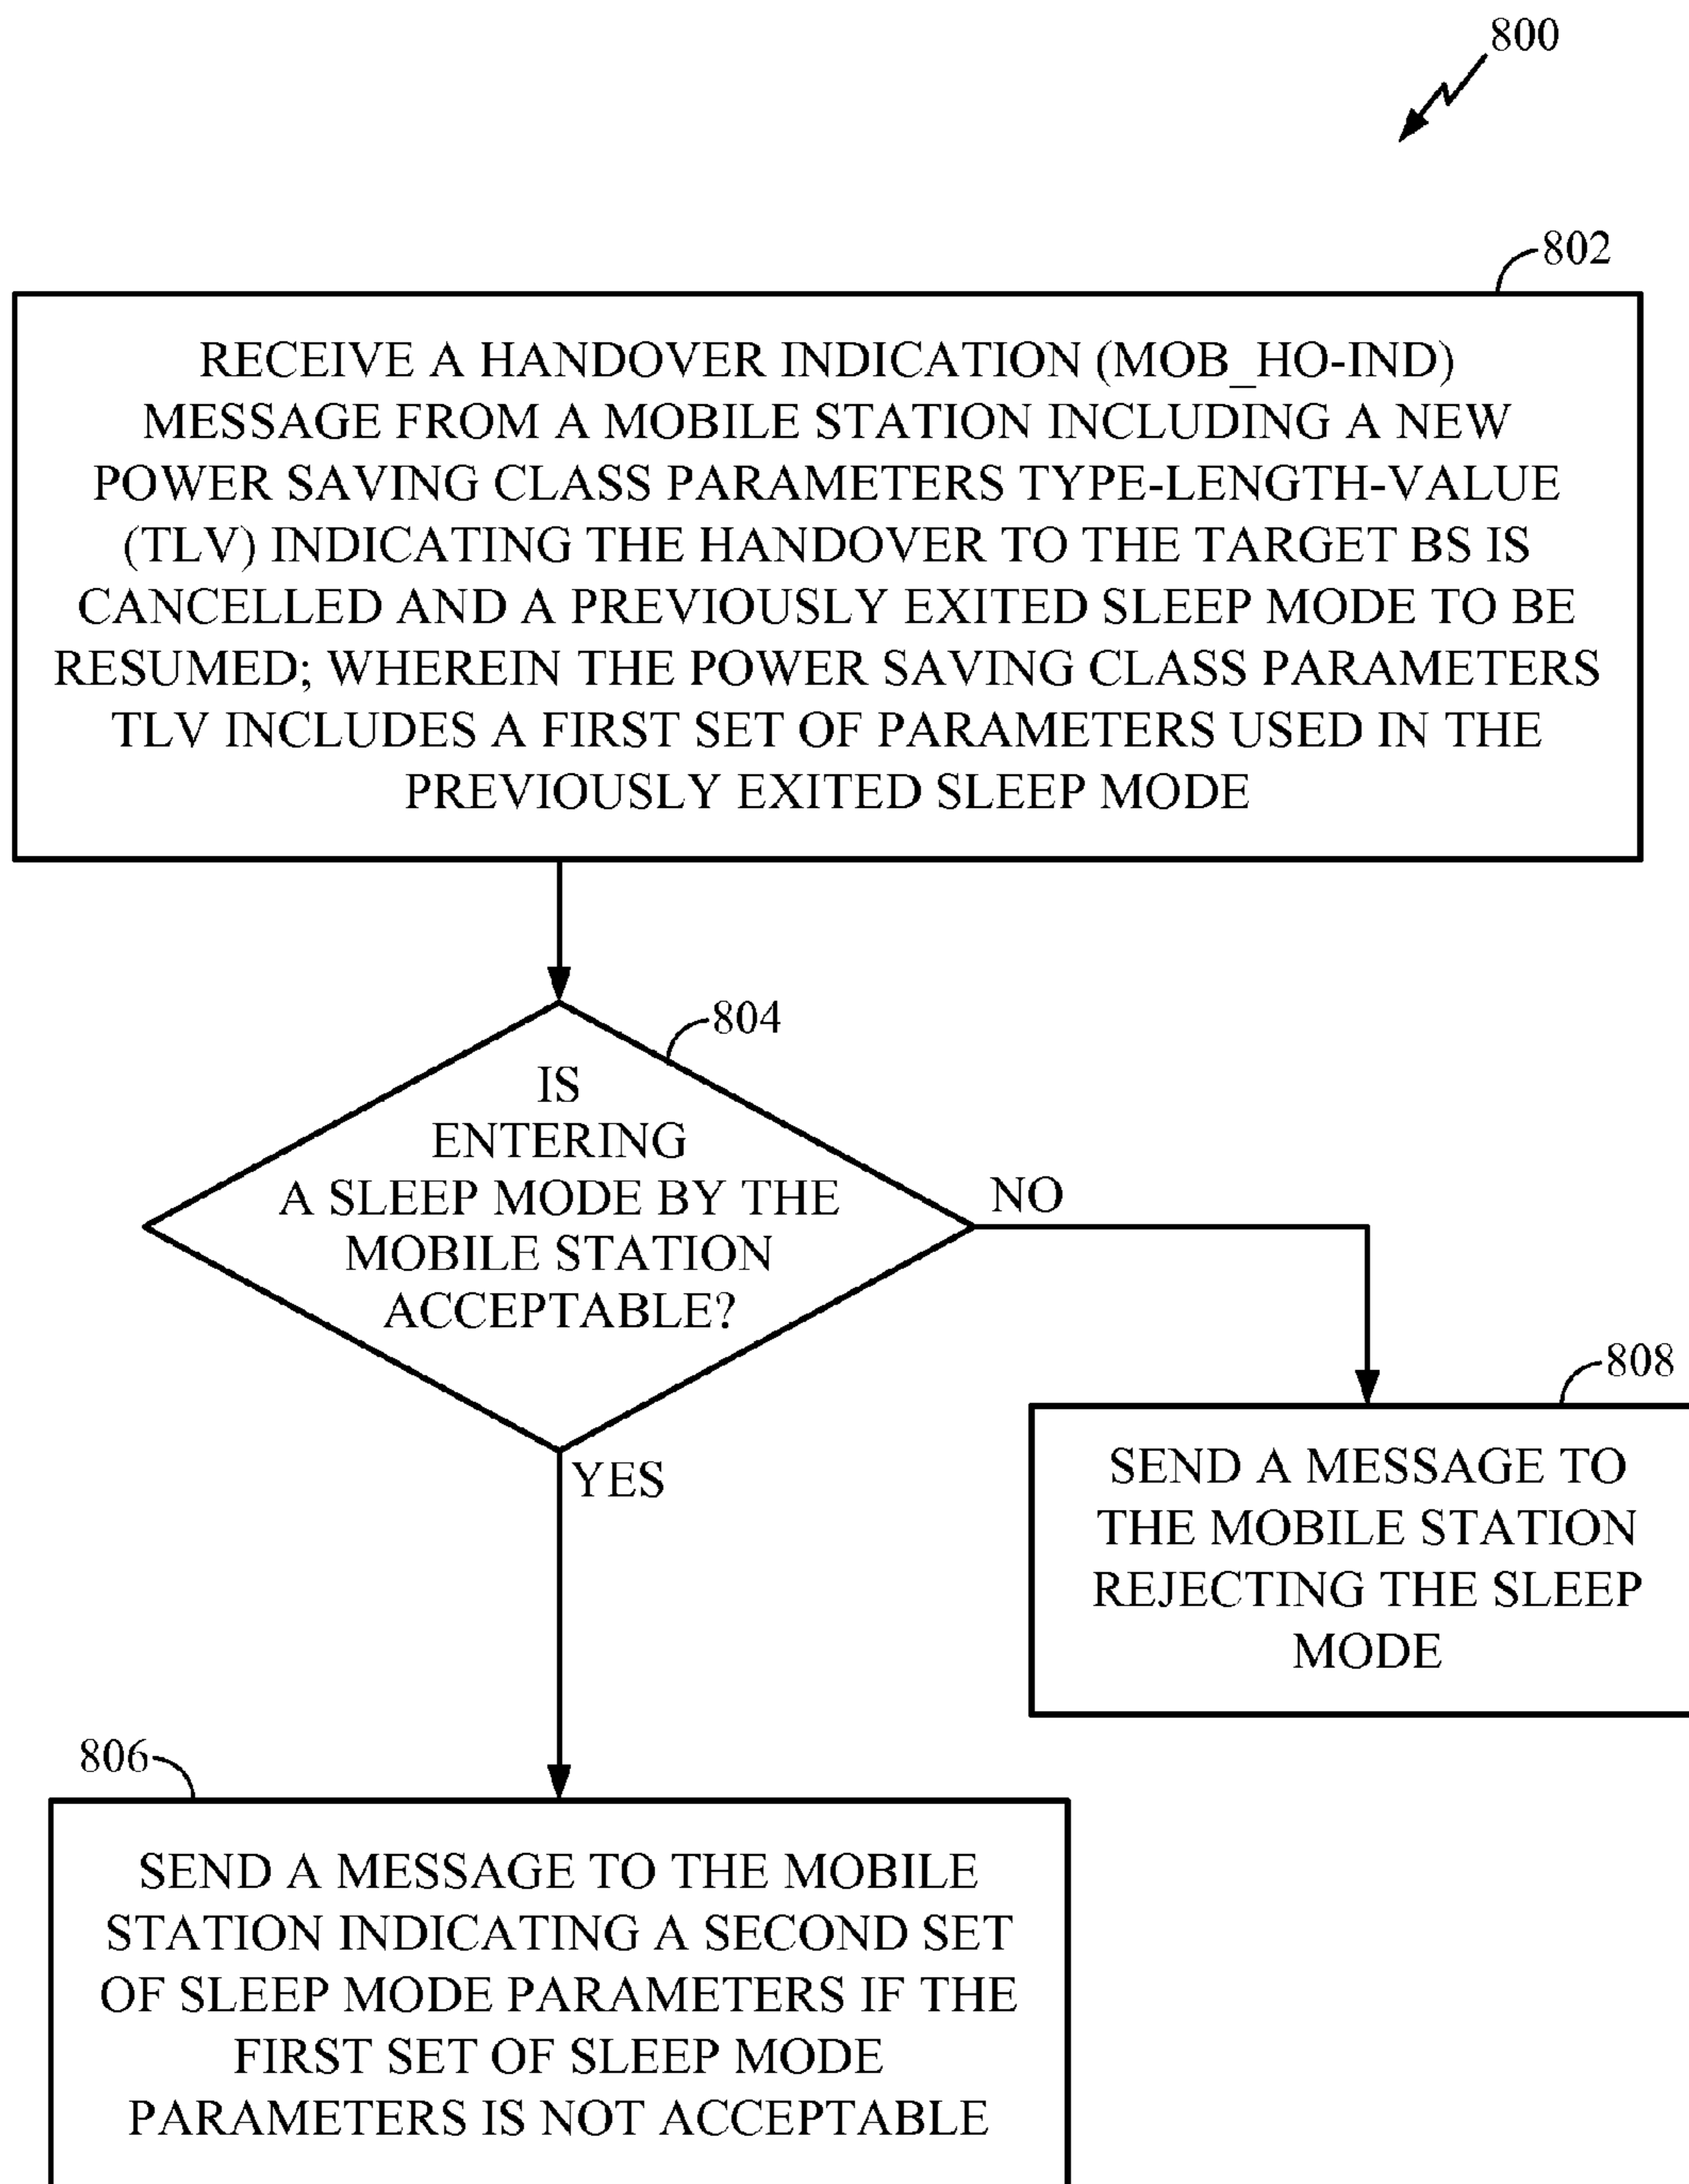 800
802
RECEIVE A HANDOVER INDICATION (MOB_HO-IND)
MESSAGE FROM A MOBILE STATION INCLUDING A NEW
POWER SAVING CLASS PARAMETERS TYPE-LENGTH-VALUE
(TLV) INDICATING THE HANDOVER TO THE TARGET BS IS
CANCELLED AND A PREVIOUSLY EXITED SLEEP MODE TO BE
RESUMED; WHEREIN THE POWER SAVING CLASS PARAMETERS
TLV INCLUDES A FIRST SET OF PARAMETERS USED IN THE
PREVIOUSLY EXITED SLEEP MODE
804
IS
ENTERING
A SLEEP MODE BY THE
MOBILE STATION
ACCEPTABLE?
NO
YES
808
SEND A MESSAGE TO
THE MOBILE STATION
REJECTING THE SLEEP
MODE
806
SEND A MESSAGE TO THE MOBILE
STATION INDICATING A SECOND SET
OF SLEEP MODE PARAMETERS IF THE
FIRST SET OF SLEEP MODE
PARAMETERS IS NOT ACCEPTABLE